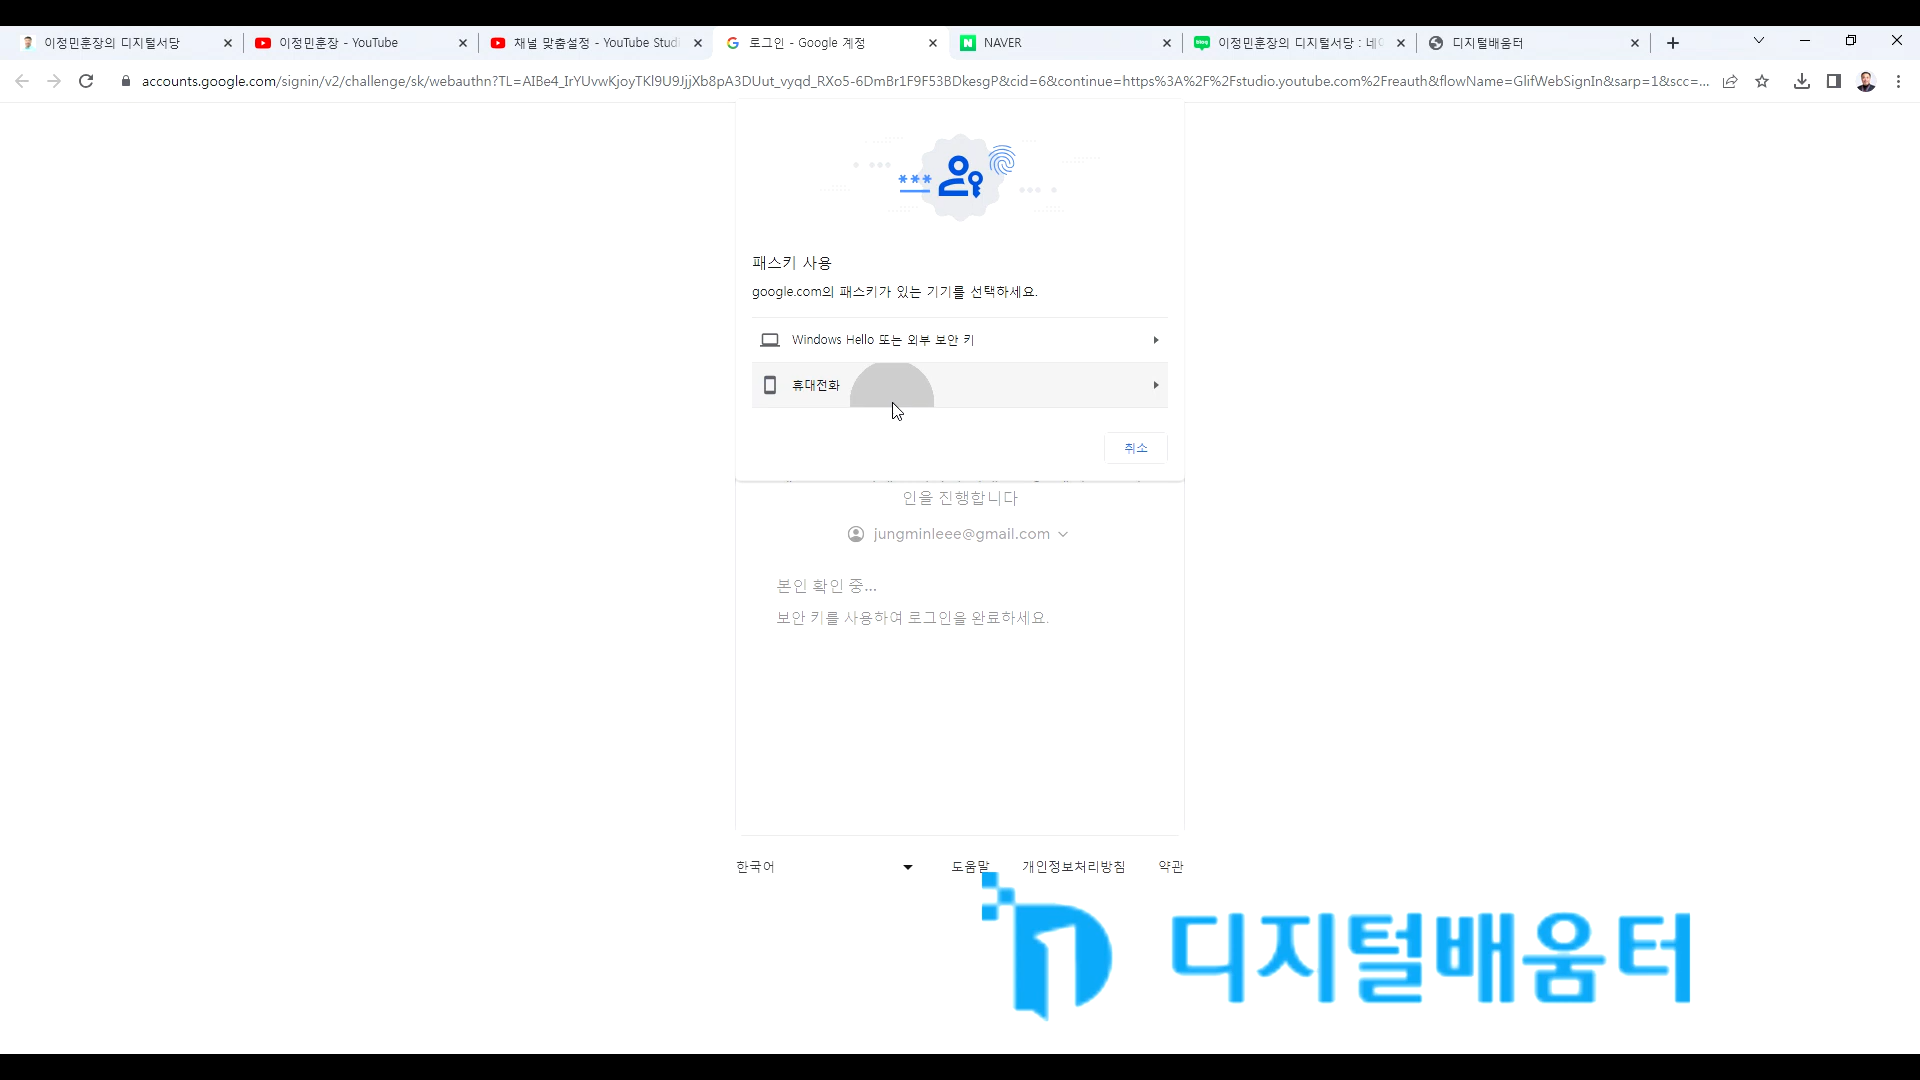 이정민훈장의 디지털서당
이정민훈장 - YouTube
채널 맞춤설정 - YouTube Studi
로그인 - Google 계정
NAVER
이정민훈장의 디지털서당 : 네이
디지털배움터
accounts.google.com/signin/v2/challenge/sk/webauthn?TL=AIBe4_IrYUvwKjoyTKl9U9JjjXb8pA3DUut_vyqd_RXo5-6DmBr1F9F53BDkesgP&cid=6&continue=https%3A%2F%2Fstudio.youtube.com%2Freauth&flowName=GlifWebSignIn&sarp=1&scc=...
***
패스키 사용
google.com의 패스키가 있는 기기를 선택하세요.
Windows Hello 또는 외부 보안 키
휴대전화
취소
인을 진행합니다
jungminleee@gmail.com
본인 확인 중...
보안 키를 사용하여 로그인을 완료하세요.
한국어
도움말
개인정보처리방침
약관
디지털배움터